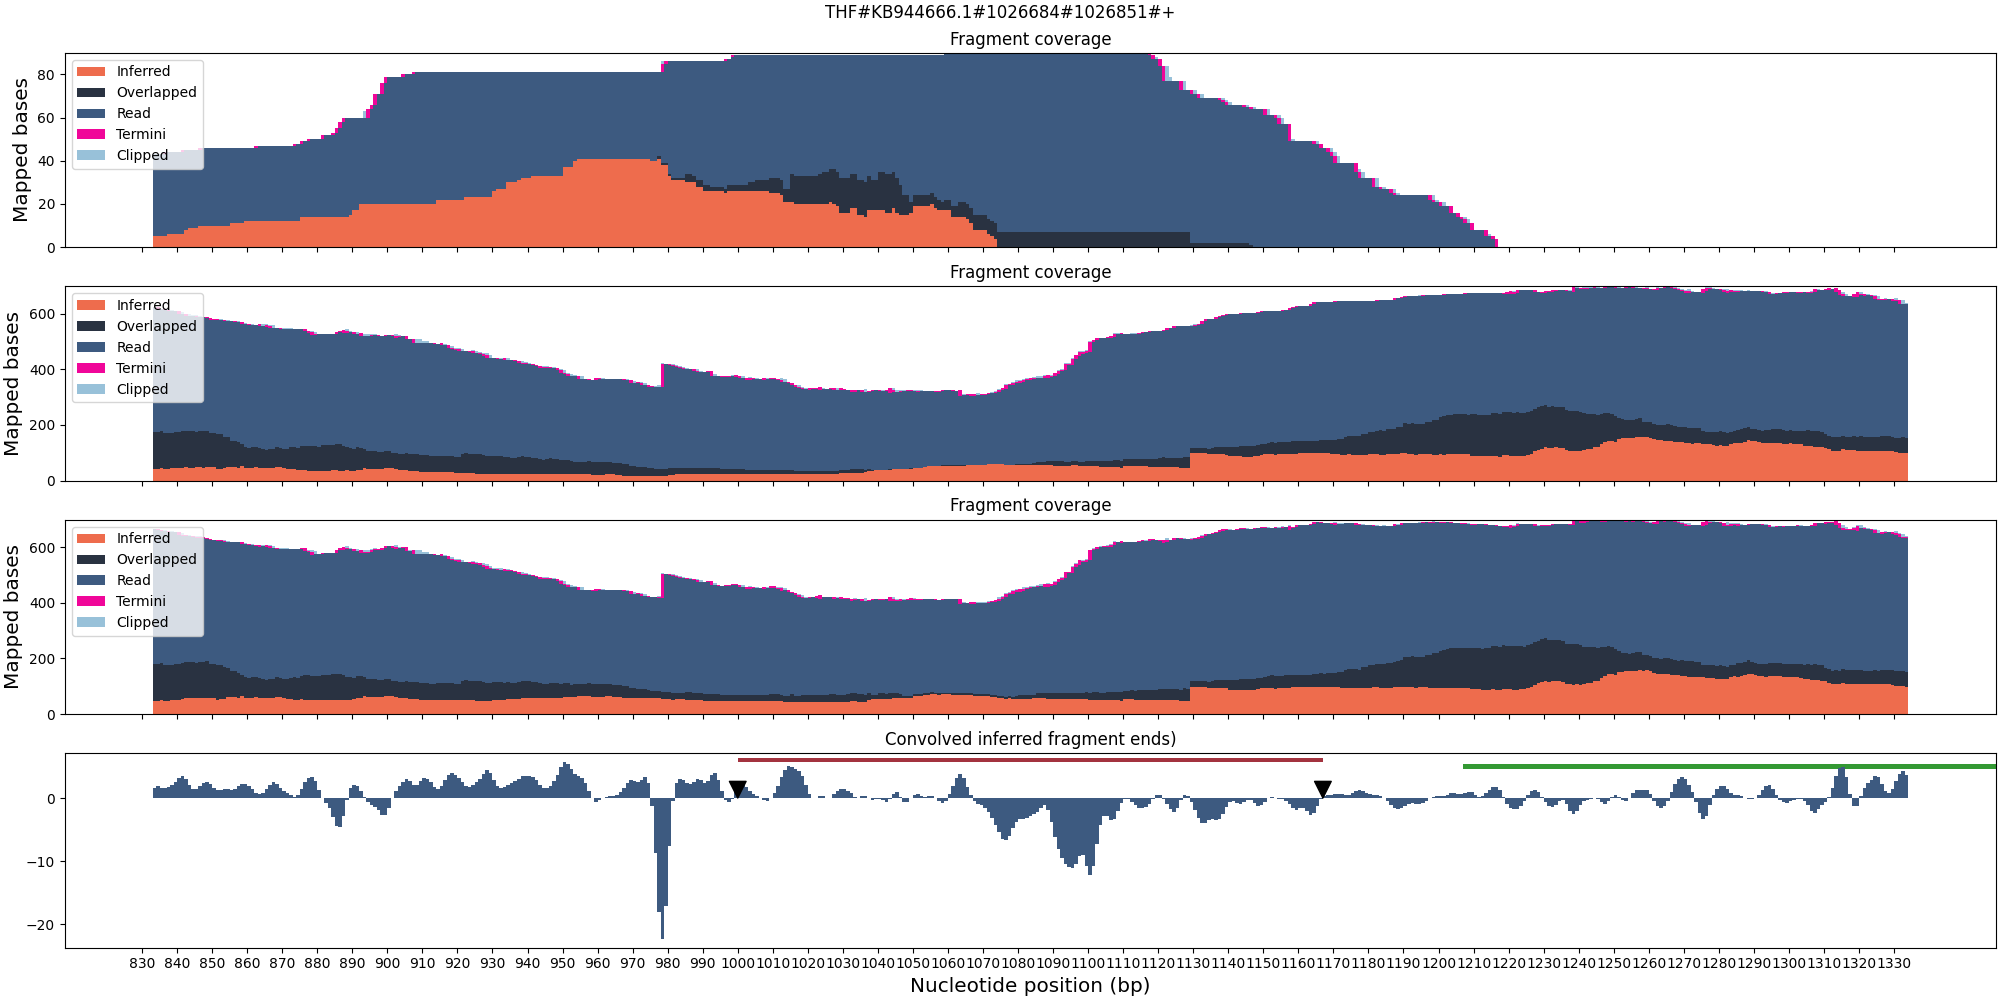 THF#KB944666.1#1026684#1026851#+
Fragment coverage
Mapped bases
80
60
40
20
0
Inferred
Overlapped
Read
Termini
Clipped
Fragment coverage
Mapped bases
600
400
200
0
Inferred
Overlapped
Read
Termini
Clipped
Fragment coverage
Mapped bases
600
400
200
0
Inferred
Overlapped
Read
Termini
Clipped
Convolved inferred fragment ends)
0
−10
−20
830 840 850 860 870 880 890 900 910 920 930 940 950 960 970 980 990 1000 1010 1020 1030 1040 1050 1060 1070 1080 1090 1100 1110 1120 1130 1140 1150 1160 1170 1180 1190 1200 1210 1220 1230 1240 1250 1260 1270 1280 1290 1300 1310 1320 1330
Nucleotide position (bp)